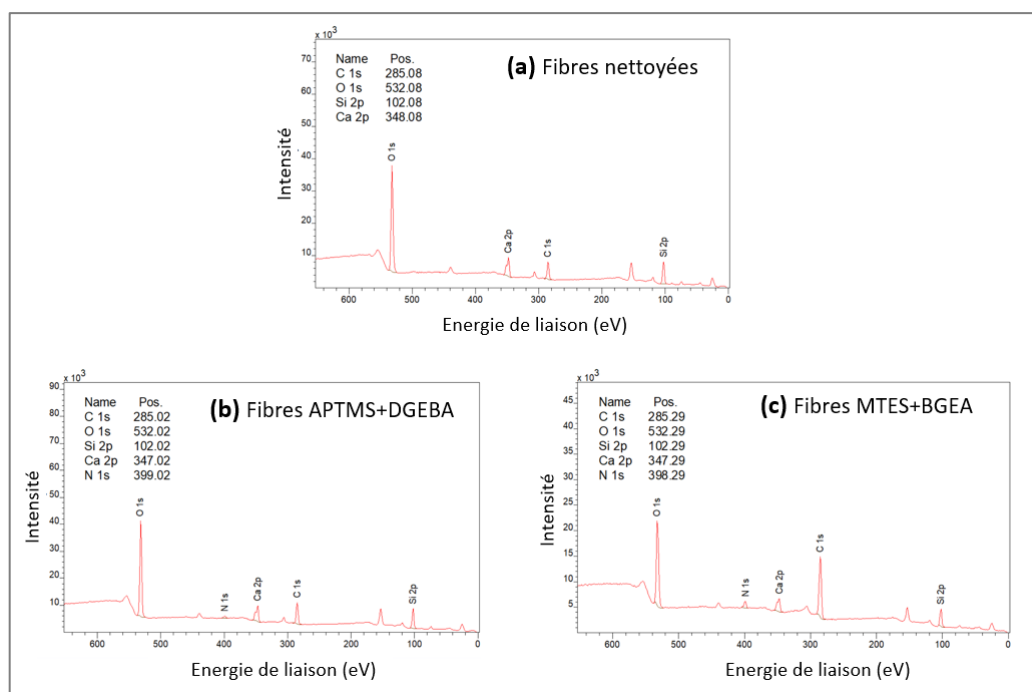 x 10³
(a) Fibres nettoyées
Name Pos.
C 1s 285.08
O 1s 532.08
Si 2p 102.08
Ca 2p 348.08
70
60
50
40
30
20
10
Intensité
O 1s
Ca 2p
C 1s
Si 2p
600 500 400 300 200 100 0
Energie de liaison (eV)
x 10³
(b) Fibres APTMS+DGEBA
Name Pos.
C 1s 285.02
O 1s 532.02
Si 2p 102.02
Ca 2p 347.02
N 1s 399.02
90
80
70
60
50
40
30
20
10
Intensité
O 1s
N 1s
Ca 2p
C 1s
Si 2p
600 500 400 300 200 100 0
Energie de liaison (eV)
x 10³
(c) Fibres MTES+BGEA
Name Pos.
C 1s 285.29
O 1s 532.29
Si 2p 102.29
Ca 2p 347.29
N 1s 398.29
45
40
35
30
25
20
15
10
5
Intensité
O 1s
N 1s
Ca 2p
C 1s
Si 2p
600 500 400 300 200 100 0
Energie de liaison (eV)